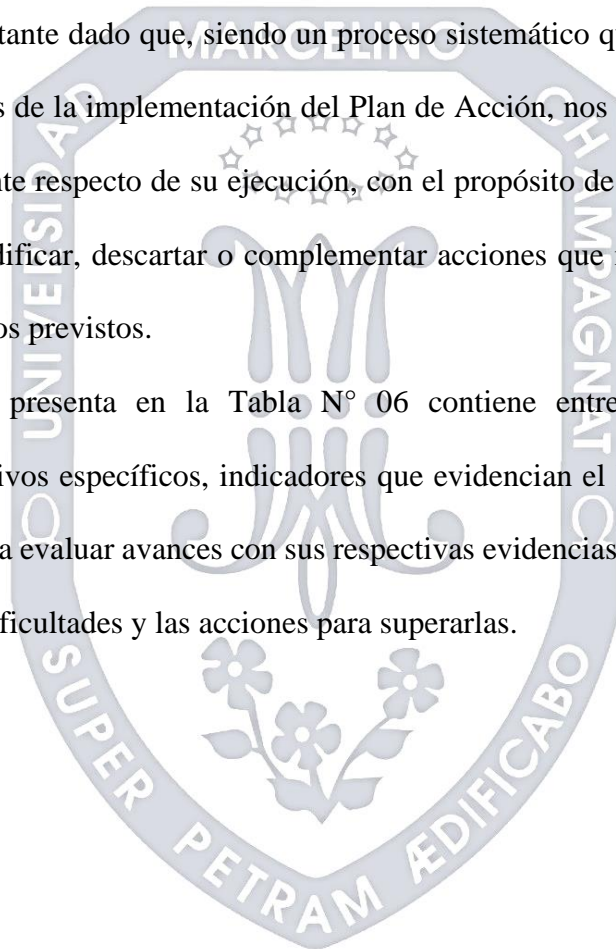 tante dado que, siendo un proceso sistemático q
s de la implementación del Plan de Acción, nos
nte respecto de su ejecución, con el propósito de
dificar, descartar o complementar acciones que
os previstos.
presenta en la Tabla N° 06 contiene entre
ivos específicos, indicadores que evidencian el
a evaluar avances con sus respectivas evidencias
ficultades y las acciones para superarlas.
UNIVERSIDAD
MARCELINO
CHAMPAGNAT
SUPER PETRAM ÆDIFICABO